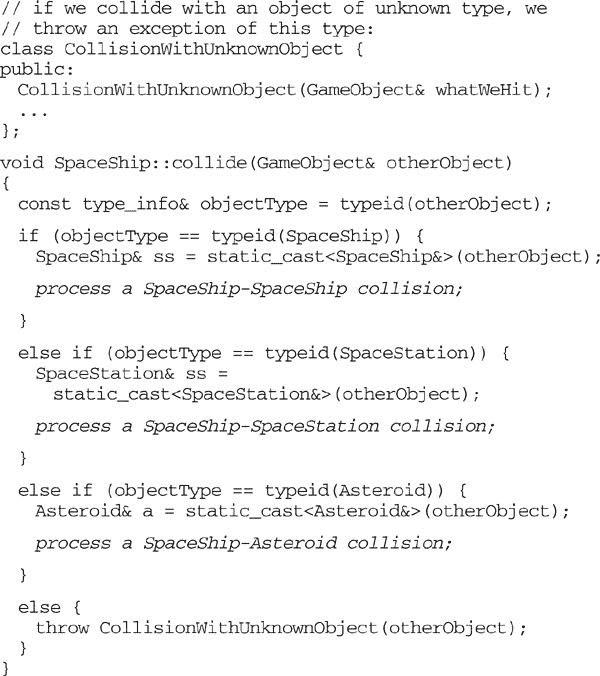 // if we collide with an object of unknown type, we
// throw an exception of this type:
class CollisionWithUnknownObject {
public:
  CollisionWithUnknownObject(GameObject& whatWeHit);
  ...
};
void SpaceShip::collide(GameObject& otherObject)
{
  const type_info& objectType = typeid(otherObject);
  if (objectType == typeid(SpaceShip)) {
    SpaceShip& ss = static_cast<SpaceShip&>(otherObject);
    process a SpaceShip-SpaceShip collision;
  }
  else if (objectType == typeid(SpaceStation)) {
    SpaceStation& ss =
      static_cast<SpaceStation&>(otherObject);
    process a SpaceShip-SpaceStation collision;
  }
  else if (objectType == typeid(Asteroid)) {
    Asteroid& a = static_cast<Asteroid&>(otherObject);
    process a SpaceShip-Asteroid collision;
  }
  else {
    throw CollisionWithUnknownObject(otherObject);
  }
}